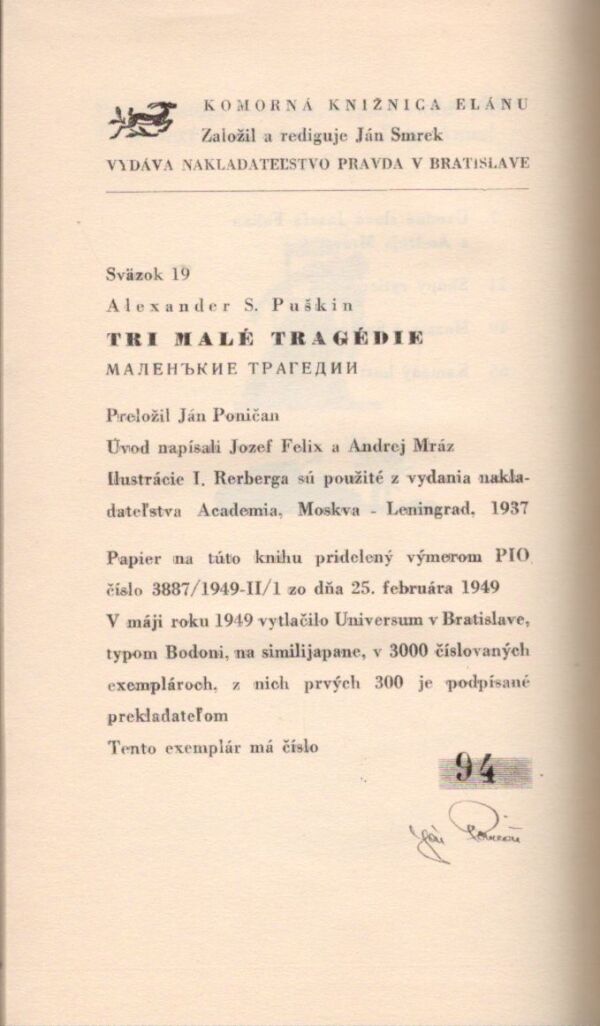 KOMORNÁ KNIŽNICA ELÁNU
Založil a rediguje Ján Smrek
VYDÁVA NAKLADATEĽSTVO PRAVDA V BRATISLAVE
Sväzok 19
Alexander S. Puškin
TRI MALÉ TRAGÉDIE
МАЛЕНЪКИЕ ТРАГЕДИИ
Preložil Ján Poničan
Úvod napísali Jozef Felix a Andrej Mráz
Ilustrácie I. Rerberga sú použité z vydania nakla-
dateľstva Academia, Moskva - Leningrad, 1937
Papier na túto knihu pridelený výmerom PIO
číslo 3887/1949-II/1 zo dňa 25. februára 1949
V máji roku 1949 vytlačilo Universum v Bratislave,
typom Bodoni, na similijapane, v 3000 číslovaných
exemplároch, z nich prvých 300 je podpísané
prekladateľom
Tento exemplár má číslo
94
Ján Poničan